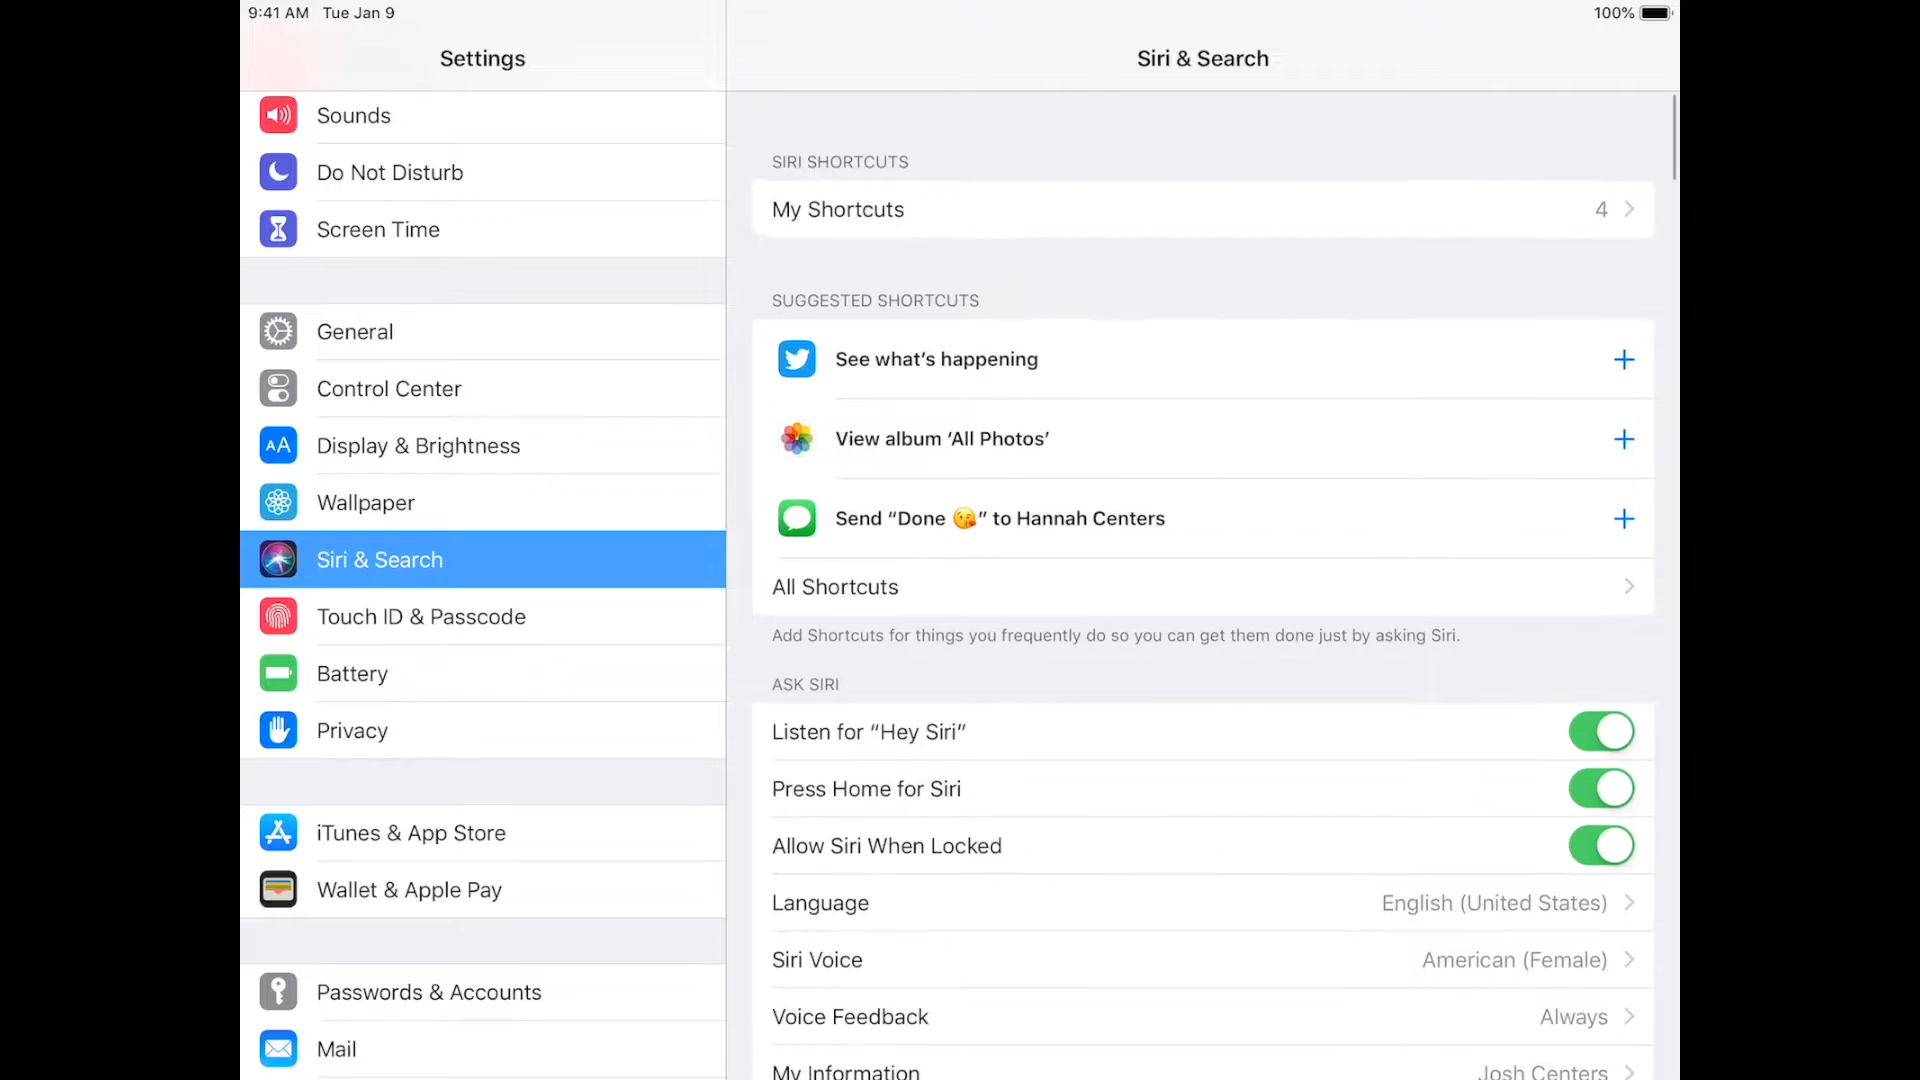 9:41 AM Tue Jan 9
100%
Settings
Siri & Search
Sounds
Do Not Disturb
Screen Time
General
Control Center
AA Display & Brightness
Wallpaper
Siri & Search
Touch ID & Passcode
Battery
Privacy
iTunes & App Store
Wallet & Apple Pay
Passwords & Accounts
Mail
SIRI SHORTCUTS
My Shortcuts 4
SUGGESTED SHORTCUTS
See what’s happening
View album ‘All Photos’
Send “Done 😘” to Hannah Centers
All Shortcuts
Add Shortcuts for things you frequently do so you can get them done just by asking Siri.
ASK SIRI
Listen for “Hey Siri”
Press Home for Siri
Allow Siri When Locked
Language English (United States)
Siri Voice American (Female)
Voice Feedback Always
My Information Josh Centers